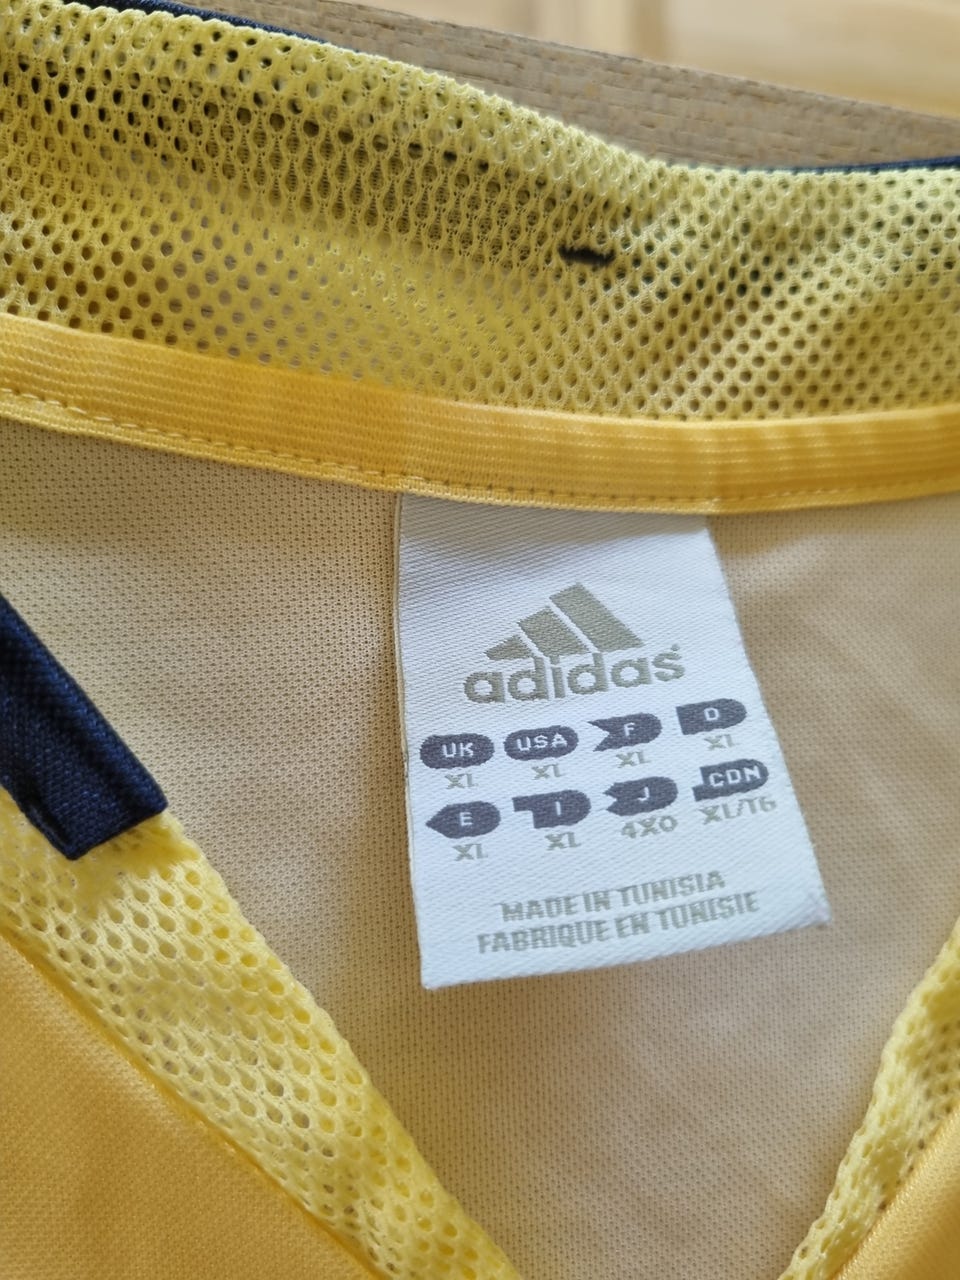 adidas
UK USA F D
XL XL XL XL
E I J CDN
XL XL 4XO XL/TG
MADE IN TUNISIA
FABRIQUE EN TUNISIE